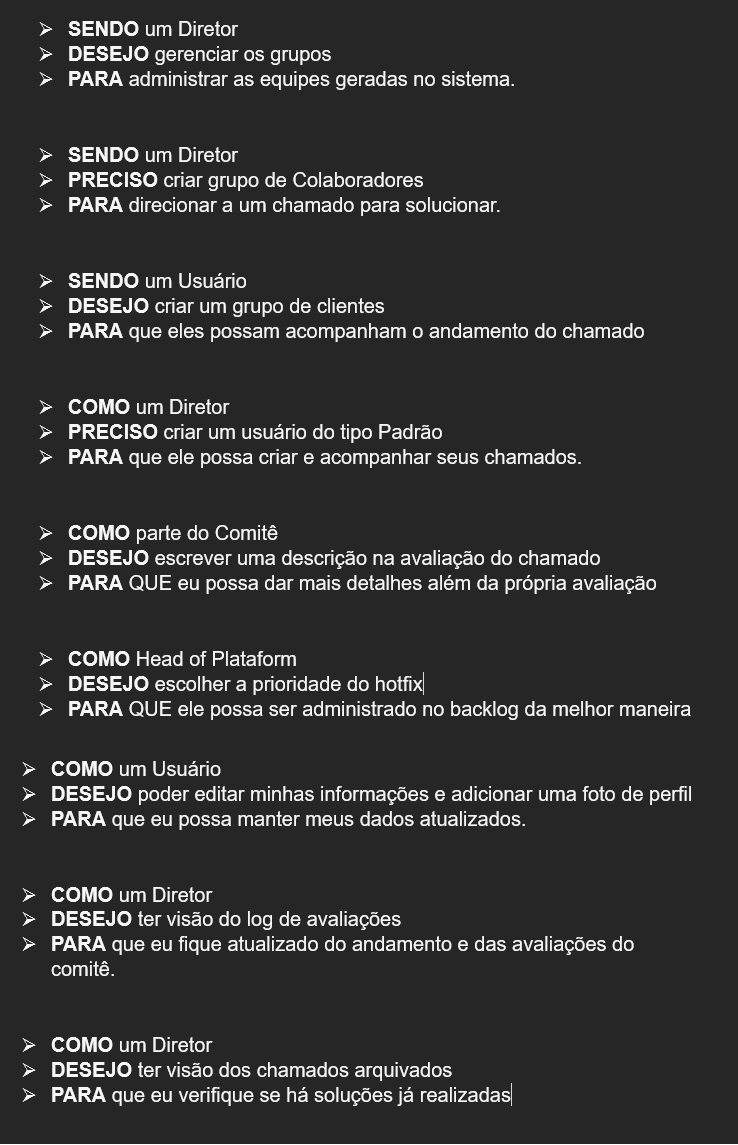 ➢ SENDO um Diretor
➢ DESEJO gerenciar os grupos
➢ PARA administrar as equipes geradas no sistema.
➢ SENDO um Diretor
➢ PRECISO criar grupo de Colaboradores
➢ PARA direcionar a um chamado para solucionar.
➢ SENDO um Usuário
➢ DESEJO criar um grupo de clientes
➢ PARA que eles possam acompanham o andamento do chamado
➢ COMO um Diretor
➢ PRECISO criar um usuário do tipo Padrão
➢ PARA que ele possa criar e acompanhar seus chamados.
➢ COMO parte do Comitê
➢ DESEJO escrever uma descrição na avaliação do chamado
➢ PARA QUE eu possa dar mais detalhes além da própria avaliação
➢ COMO Head of Plataform
➢ DESEJO escolher a prioridade do hotfix
➢ PARA QUE ele possa ser administrado no backlog da melhor maneira
➢ COMO um Usuário
➢ DESEJO poder editar minhas informações e adicionar uma foto de perfil
➢ PARA que eu possa manter meus dados atualizados.
➢ COMO um Diretor
➢ DESEJO ter visão do log de avaliações
➢ PARA que eu fique atualizado do andamento e das avaliações do
comitê.
➢ COMO um Diretor
➢ DESEJO ter visão dos chamados arquivados
➢ PARA que eu verifique se há soluções já realizadas